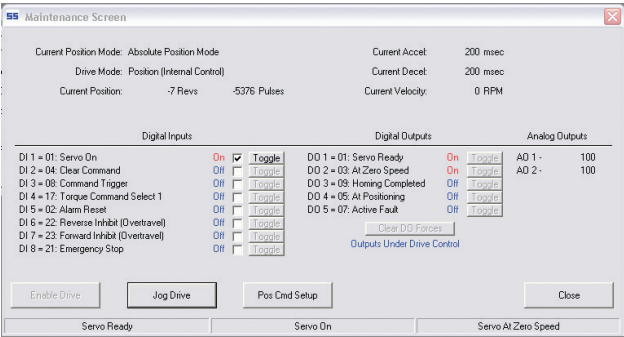 SS Maintenance Screen
Current Position Mode: Absolute Position Mode Current Accel: 200 msec
Drive Mode: Position (Internal Control) Current Decel: 200 msec
Current Position: -7 Revs -5376 Pulses Current Velocity: 0 RPM
Digital Inputs Digital Outputs Analog Outputs
DI 1 = 01: Servo On On Toggle DO 1 = 01: Servo Ready On Toggle AO 1 - 100
DI 2 = 04: Clear Command Off Toggle DO 2 = 03: At Zero Speed On Toggle AO 2 - 100
DI 3 = 08: Command Trigger Off Toggle DO 3 = 09: Homing Completed Off Toggle
DI 4 = 17: Torque Command Select 1 Off Toggle DO 4 = 05: At Positioning Off Toggle
DI 5 = 02: Alarm Reset Off Toggle DO 5 = 07: Active Fault Off Toggle
DI 6 = 22: Reverse Inhibit (Overtravel) Off Toggle Clear DO Forces
DI 7 = 23: Forward Inhibit (Overtravel) Off Toggle Outputs Under Drive Control
DI 8 = 21: Emergency Stop Off Toggle
Enable Drive Jog Drive Pos Cmd Setup Close
Servo Ready Servo On Servo At Zero Speed